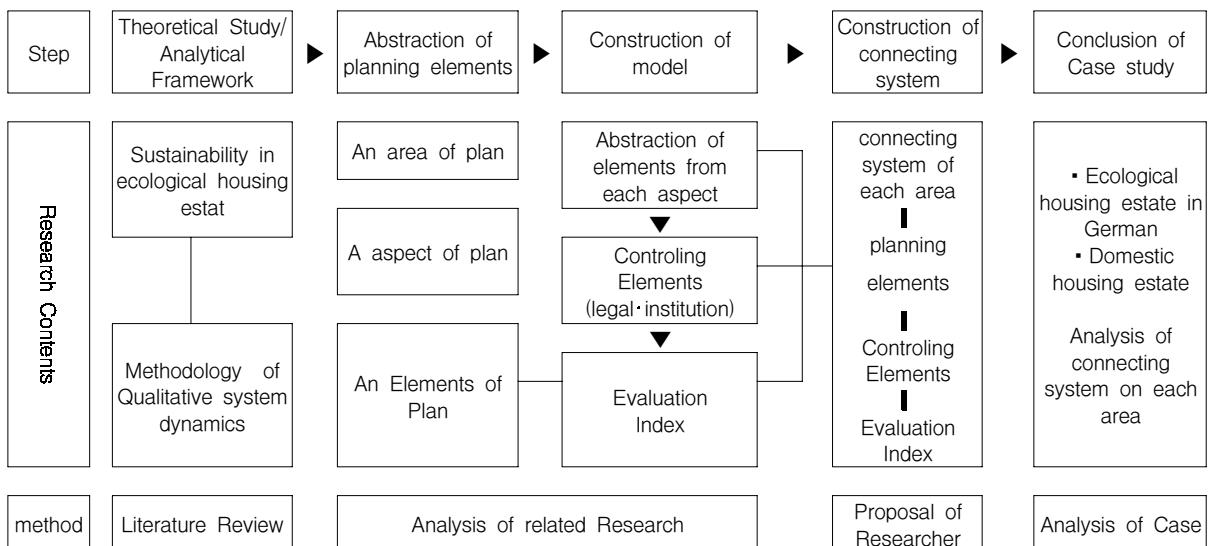 Step
Theoretical Study/
Analytical
Framework
▶
Abstraction of
planning elements
▶
Construction of
model
▶
Construction of
connecting
system
▶
Conclusion of
Case study
Research Contents
Sustainability in
ecological housing
estat
Methodology of
Qualitative system
dynamics
An area of plan
A aspect of plan
An Elements of
Plan
Abstraction of
elements from
each aspect
▼
Controling
Elements
(legal·institution)
▼
Evaluation
Index
connecting
system of
each area
planning
elements
Controling
Elements
Evaluation
Index
▪ Ecological
housing estate in
German
▪ Domestic
housing estate
Analysis of
connecting
system on each
area
method
Literature Review
Analysis of related Research
Proposal of
Researcher
Analysis of Case